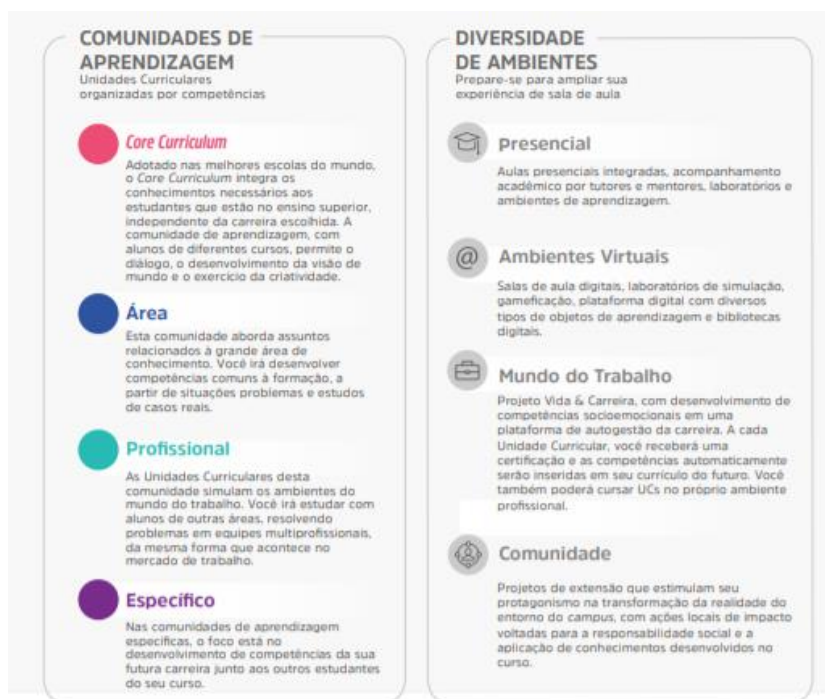 COMUNIDADES DE
APRENDIZAGEM
Unidades Curriculares
organizadas por competências
Core Curriculum
Adotado nas melhores escolas do mundo,
o Core Curriculum integra os
conhecimentos necessários aos
estudantes que estão no ensino superior,
independente da carreira escolhida. A
comunidade de aprendizagem, com
alunos de diferentes cursos, permite o
diálogo, o desenvolvimento da visão de
mundo e o exercício da criatividade.
Área
Esta comunidade aborda assuntos
relacionados à grande área de
conhecimento. Você irá desenvolver
competências comuns à formação, a
partir de situações problemas e estudos
de casos reais.
Profissional
As Unidades Curriculares desta
comunidade simulam os ambientes do
mundo do trabalho. Você irá estudar com
alunos de outras áreas, resolvendo
problemas em equipes multiprofissionais,
da mesma forma que acontece no
mercado de trabalho.
Específico
Nas comunidades de aprendizagem
específicas, o foco está no
desenvolvimento de competências da sua
futura carreira junto aos outros estudantes
do seu curso.
DIVERSIDADE
DE AMBIENTES
Prepare-se para ampliar sua
experiência de sala de aula
Presencial
Aulas presenciais integradas, acompanhamento
acadêmico por tutores e mentores, laboratórios e
ambientes de aprendizagem.
@ Ambientes Virtuais
Salas de aula digitais, laboratórios de simulação,
gameficação, plataforma digital com diversos
tipos de objetos de aprendizagem e bibliotecas
digitais.
Mundo do Trabalho
Projeto Vida & Carreira, com desenvolvimento de
competências socioemocionais em uma
plataforma de autogestão da carreira. A cada
Unidade Curricular, você receberá uma
certificação e as competências automaticamente
serão inseridas em seu currículo do futuro. Você
também poderá cursar UCs no próprio ambiente
profissional.
Comunidade
Projetos de extensão que estimulam seu
protagonismo na transformação da realidade do
entorno do campus, com ações locais de impacto
voltadas para a responsabilidade social e a
aplicação de conhecimentos desenvolvidos no
curso.